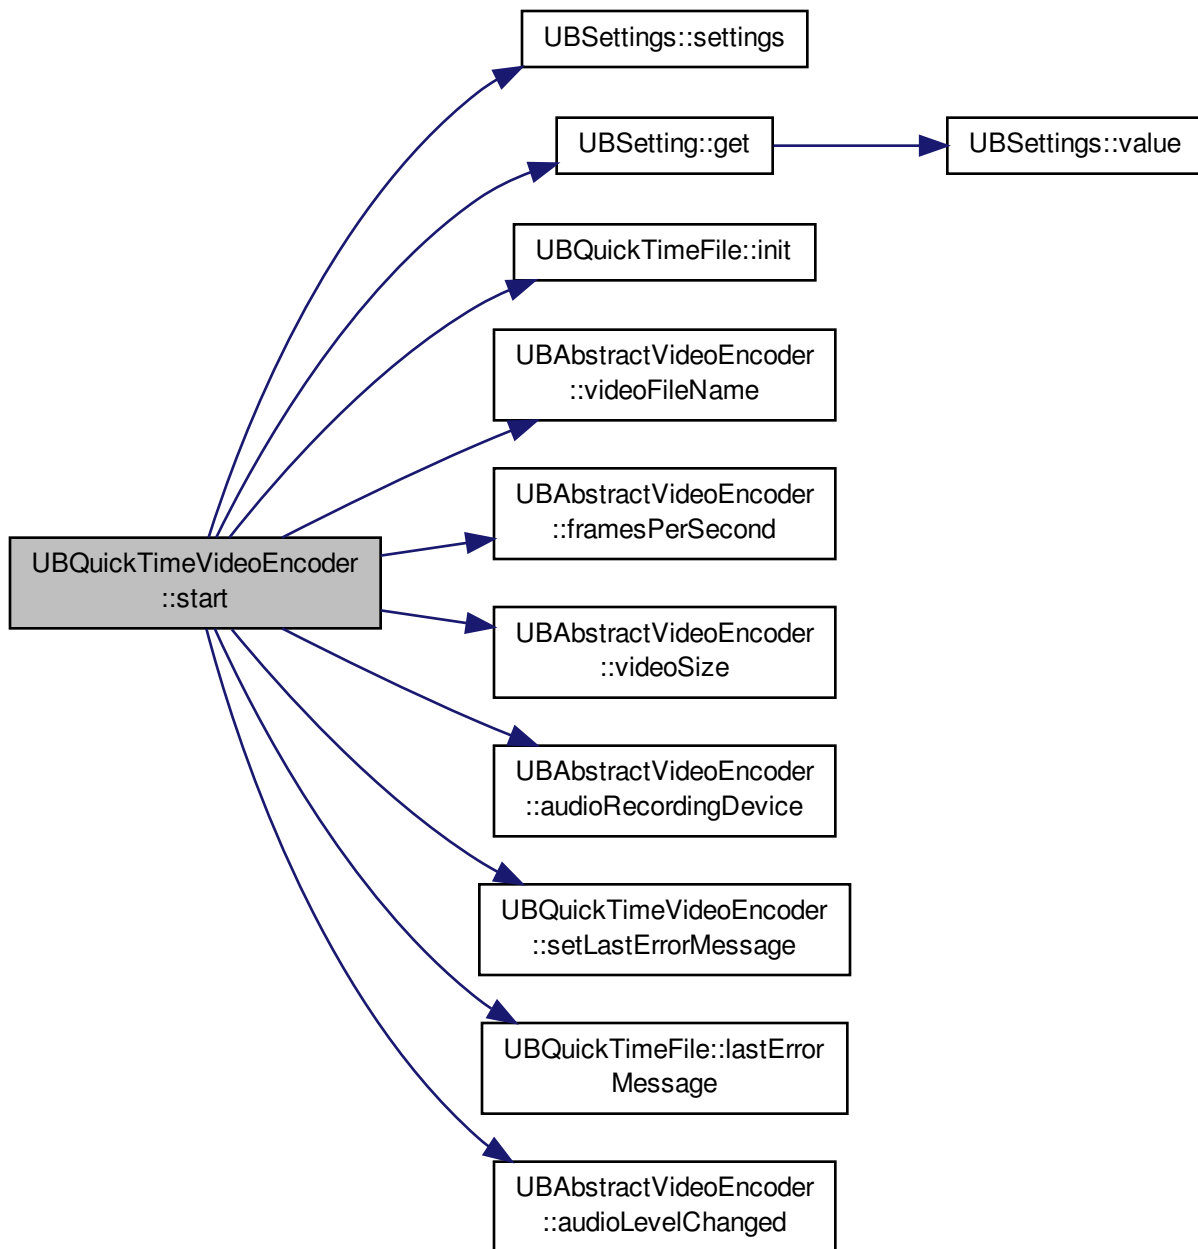 UBSettings::settings
UBSetting::get
UBSettings::value
UBQuickTimeFile::init
UBAbstractVideoEncoder
::videoFileName
UBAbstractVideoEncoder
::framesPerSecond
UBQuickTimeVideoEncoder
::start
UBAbstractVideoEncoder
::videoSize
UBAbstractVideoEncoder
::audioRecordingDevice
UBQuickTimeVideoEncoder
::setLastErrorMessage
UBQuickTimeFile::lastError
Message
UBAbstractVideoEncoder
::audioLevelChanged